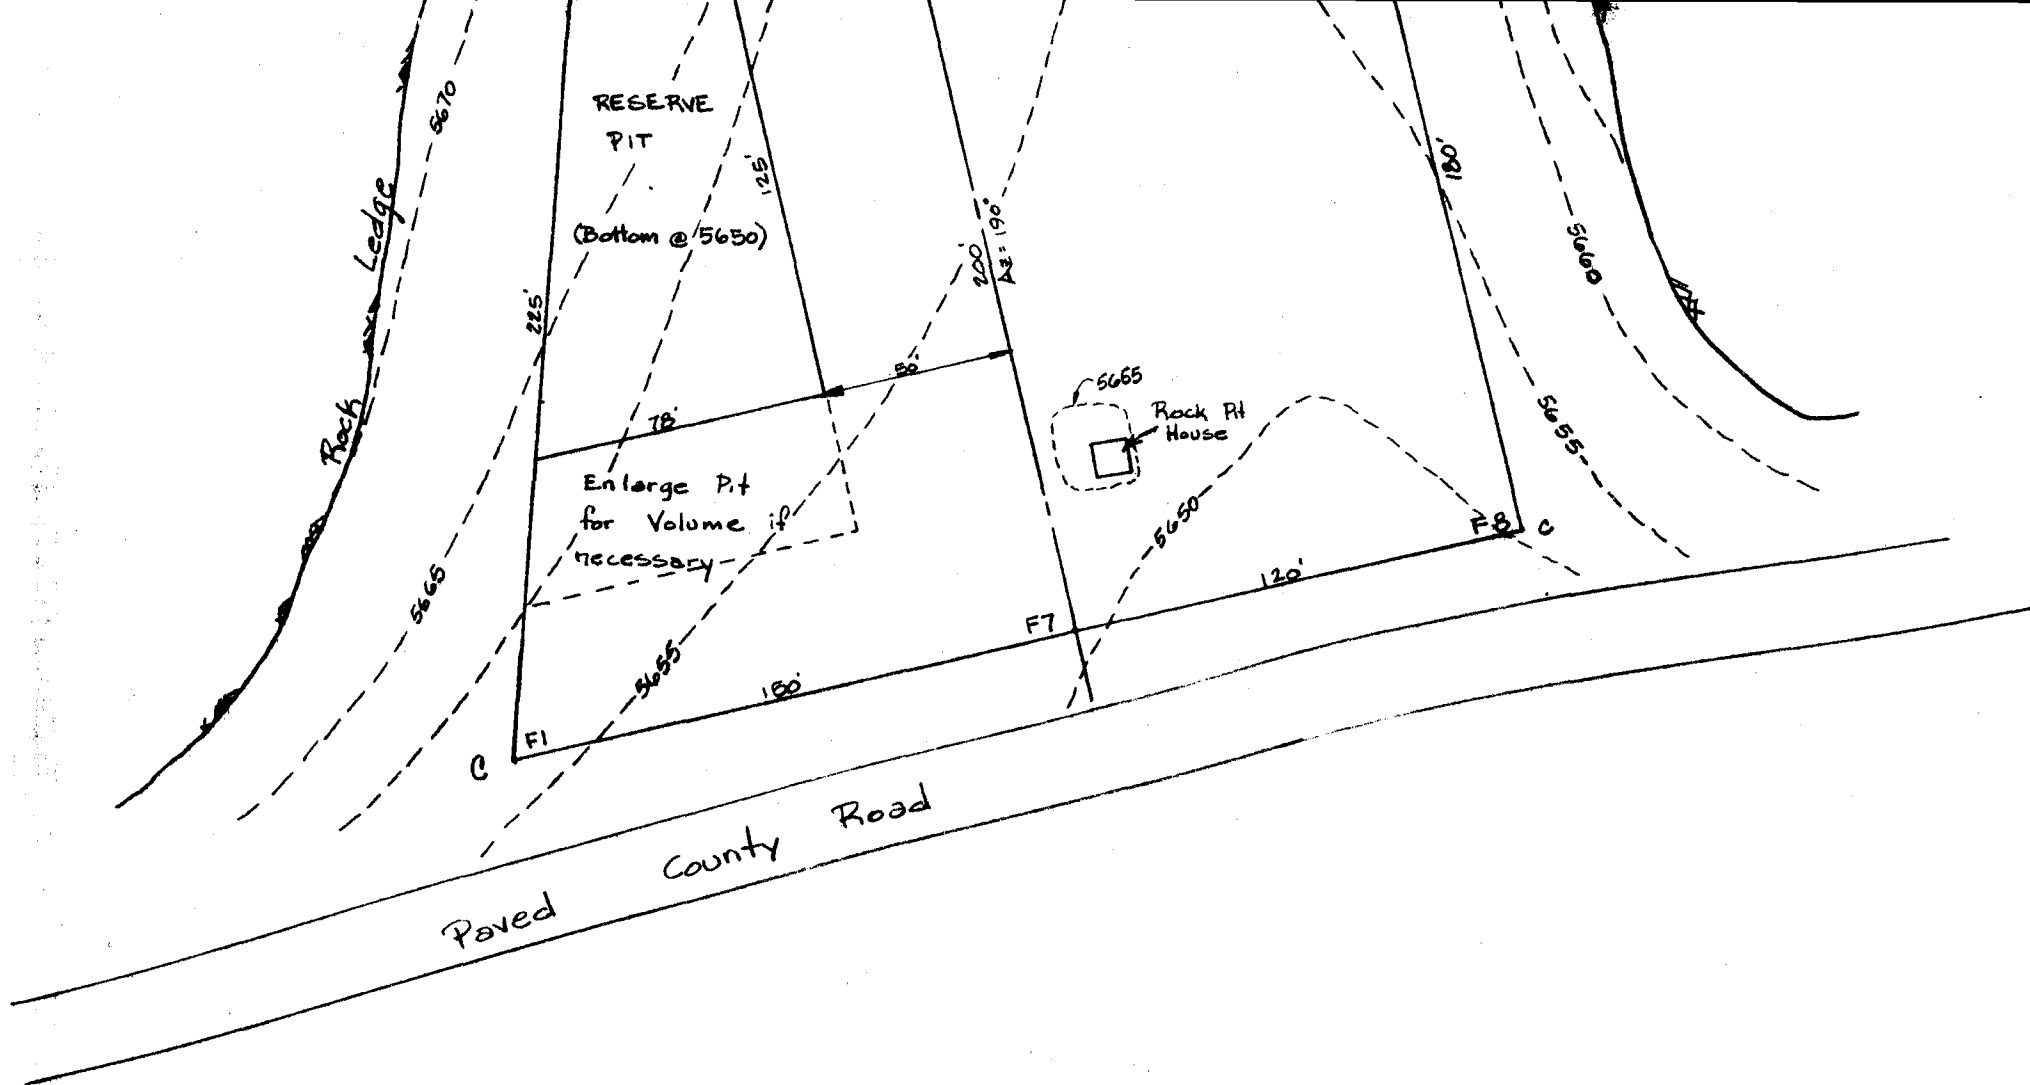 5670
RESERVE
PIT
125'
180'
Ledge
(Bottom @ 5650)
200'
Az = 190°
5660
225'
50'
5665
78'
Rock
Rock Pit
House
5655
Enlarge Pit
for Volume if
necessary
5650
F8 C
120'
5665
F7
5655
150'
F1
C
Paved County Road